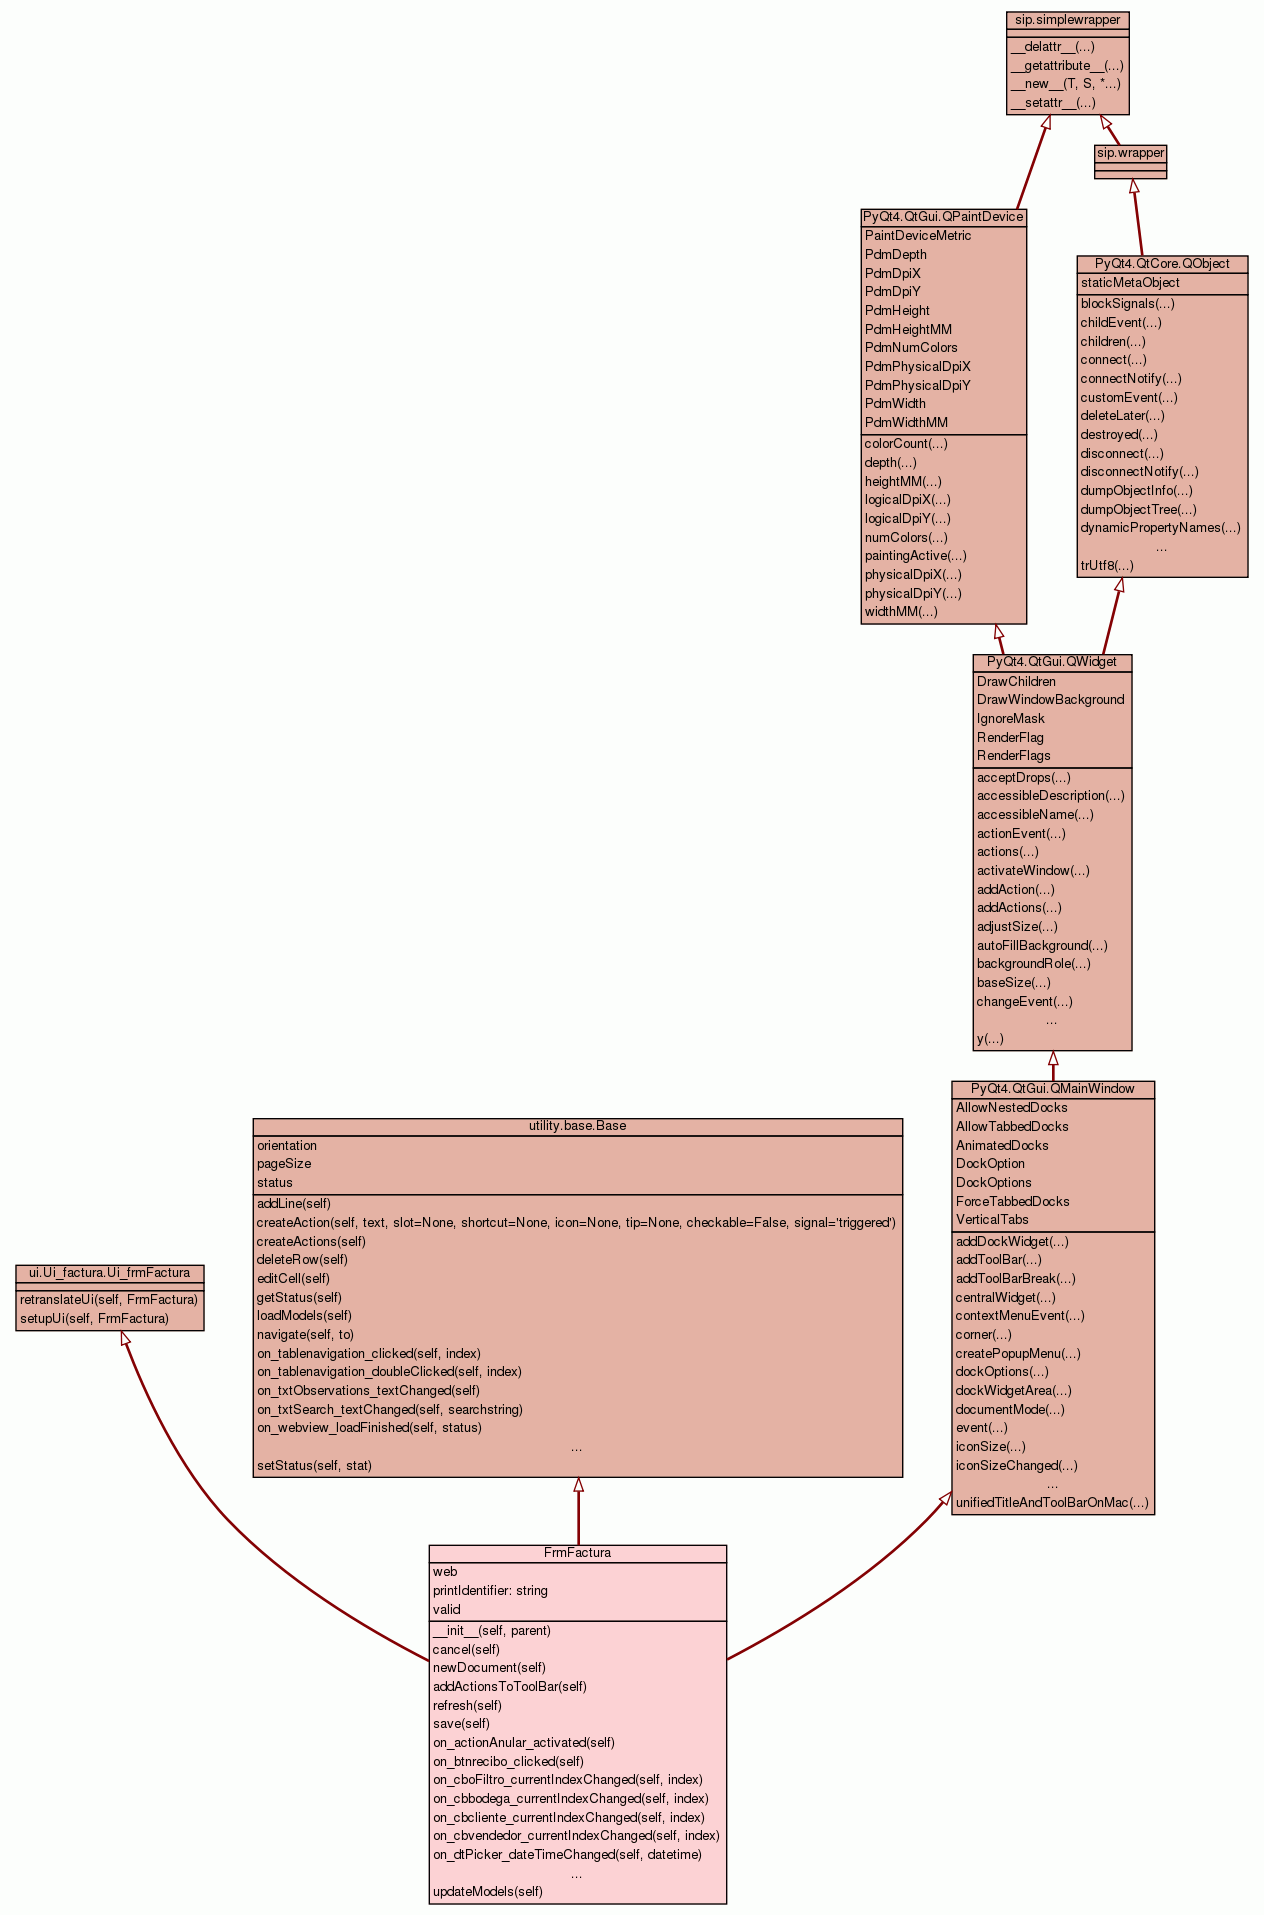 sip.simplewrapper
__delattr__(...)
__getattribute__(...)
__new__(T, S, *...)
__setattr__(...)
sip.wrapper
PyQt4.QtGui.QPaintDevice
PaintDeviceMetric
PdmDepth
PdmDpiX
PdmDpiY
PdmHeight
PdmHeightMM
PdmNumColors
PdmPhysicalDpiX
PdmPhysicalDpiY
PdmWidth
PdmWidthMM
colorCount(...)
depth(...)
heightMM(...)
logicalDpiX(...)
logicalDpiY(...)
numColors(...)
paintingActive(...)
physicalDpiX(...)
physicalDpiY(...)
widthMM(...)
PyQt4.QtCore.QObject
staticMetaObject
blockSignals(...)
childEvent(...)
children(...)
connect(...)
connectNotify(...)
customEvent(...)
deleteLater(...)
destroyed(...)
disconnect(...)
disconnectNotify(...)
dumpObjectInfo(...)
dumpObjectTree(...)
dynamicPropertyNames(...)
...
trUtf8(...)
PyQt4.QtGui.QWidget
DrawChildren
DrawWindowBackground
IgnoreMask
RenderFlag
RenderFlags
acceptDrops(...)
accessibleDescription(...)
accessibleName(...)
actionEvent(...)
actions(...)
activateWindow(...)
addAction(...)
addActions(...)
adjustSize(...)
autoFillBackground(...)
backgroundRole(...)
baseSize(...)
changeEvent(...)
...
y(...)
PyQt4.QtGui.QMainWindow
AllowNestedDocks
AllowTabbedDocks
AnimatedDocks
DockOption
DockOptions
ForceTabbedDocks
VerticalTabs
addDockWidget(...)
addToolBar(...)
addToolBarBreak(...)
centralWidget(...)
contextMenuEvent(...)
corner(...)
createPopupMenu(...)
dockOptions(...)
dockWidgetArea(...)
documentMode(...)
event(...)
iconSize(...)
iconSizeChanged(...)
...
unifiedTitleAndToolBarOnMac(...)
utility.base.Base
orientation
pageSize
status
addLine(self)
createAction(self, text, slot=None, shortcut=None, icon=None, tip=None, checkable=False, signal='triggered')
createActions(self)
deleteRow(self)
editCell(self)
getStatus(self)
loadModels(self)
navigate(self, to)
on_tablenavigation_clicked(self, index)
on_tablenavigation_doubleClicked(self, index)
on_txtObservations_textChanged(self)
on_txtSearch_textChanged(self, searchstring)
on_webview_loadFinished(self, status)
...
setStatus(self, stat)
ui.Ui_factura.Ui_frmFactura
retranslateUi(self, FrmFactura)
setupUi(self, FrmFactura)
FrmFactura
web
printIdentifier: string
valid
__init__(self, parent)
cancel(self)
newDocument(self)
addActionsToToolBar(self)
refresh(self)
save(self)
on_actionAnular_activated(self)
on_btnrecibo_clicked(self)
on_cboFiltro_currentIndexChanged(self, index)
on_cbbodega_currentIndexChanged(self, index)
on_cbcliente_currentIndexChanged(self, index)
on_cbvendedor_currentIndexChanged(self, index)
on_dtPicker_dateTimeChanged(self, datetime)
...
updateModels(self)